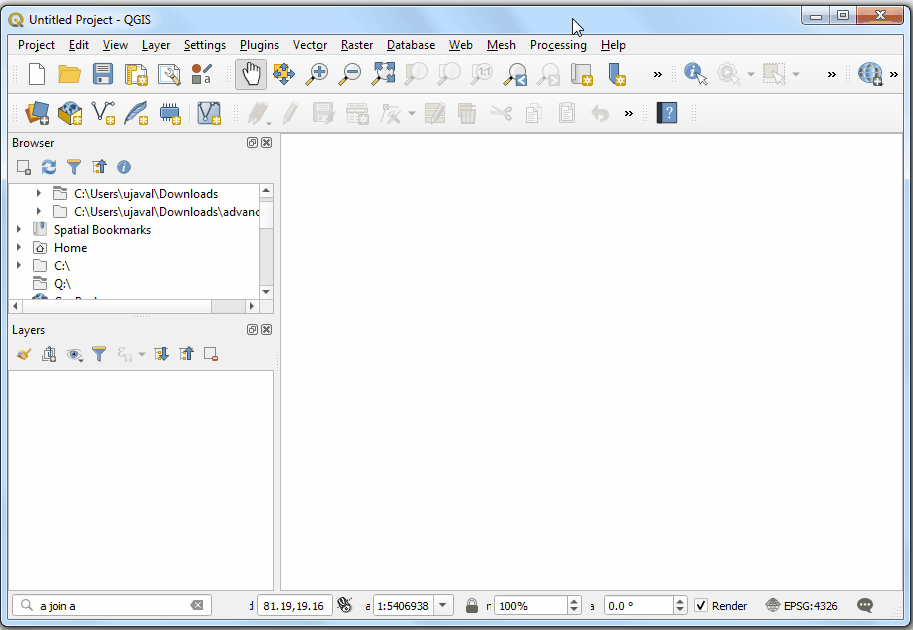 Untitled Project - QGIS
Project Edit View Layer Settings Plugins Vector Raster Database Web Mesh Processing Help
Browser
C:\Users\ujaval\Downloads
C:\Users\ujaval\Downloads\advanc
Spatial Bookmarks
Home
C:\
Q:\
Layers
a join a 81.19,19.16 1:5406938 100% 0.0 ° Render EPSG:4326